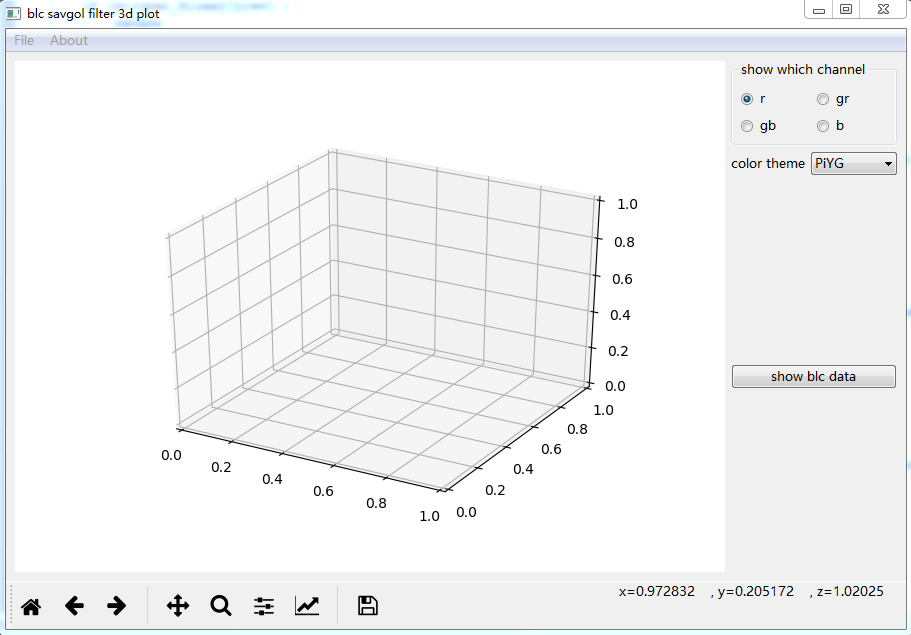 blc savgol filter 3d plot
File About
show which channel
r gr
gb b
color theme PiYG
1.0
0.8
0.6
0.4
0.2
0.0
1.0
0.8
0.6
0.4
0.2
0.0
0.0
0.2
0.4
0.6
0.8
1.0
show blc data
x=0.972832 , y=0.205172 , z=1.02025